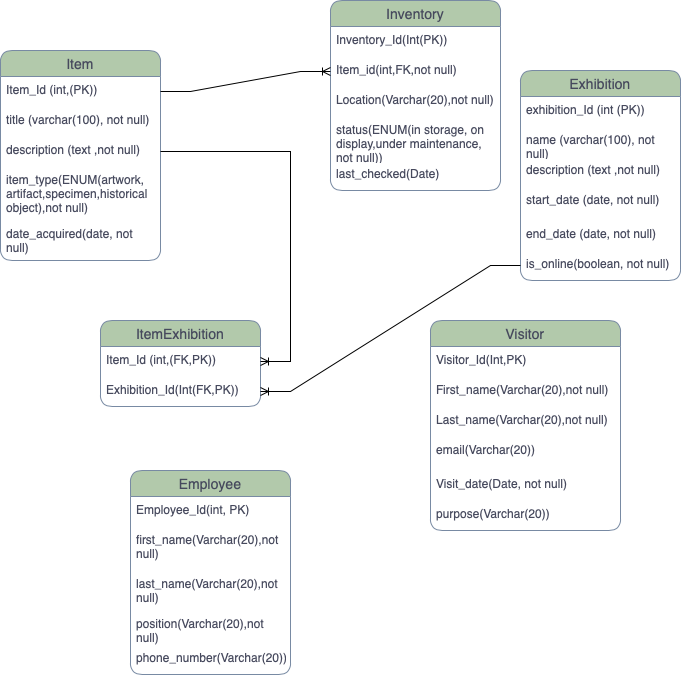 Inventory
Inventory_Id(Int(PK))
Item_id(int,FK,not null)
Location(Varchar(20),not null)
status(ENUM(in storage, on
display,under maintenance,
not null))
last_checked(Date)
Item
Item_Id (int,(PK))
title (varchar(100), not null)
description (text ,not null)
item_type(ENUM(artwork,
artifact,specimen,historical
object),not null)
date_acquired(date, not
null)
Exhibition
exhibition_Id (int (PK))
name (varchar(100), not
null)
description (text ,not null)
start_date (date, not null)
end_date (date, not null)
is_online(boolean, not null)
ItemExhibition
Item_Id (int,(FK,PK))
Exhibition_Id(Int(FK,PK))
Visitor
Visitor_Id(Int,PK)
First_name(Varchar(20),not null)
Last_name(Varchar(20),not null)
email(Varchar(20))
Visit_date(Date, not null)
purpose(Varchar(20))
Employee
Employee_Id(int, PK)
first_name(Varchar(20),not
null)
last_name(Varchar(20),not
null)
position(Varchar(20),not
null)
phone_number(Varchar(20))